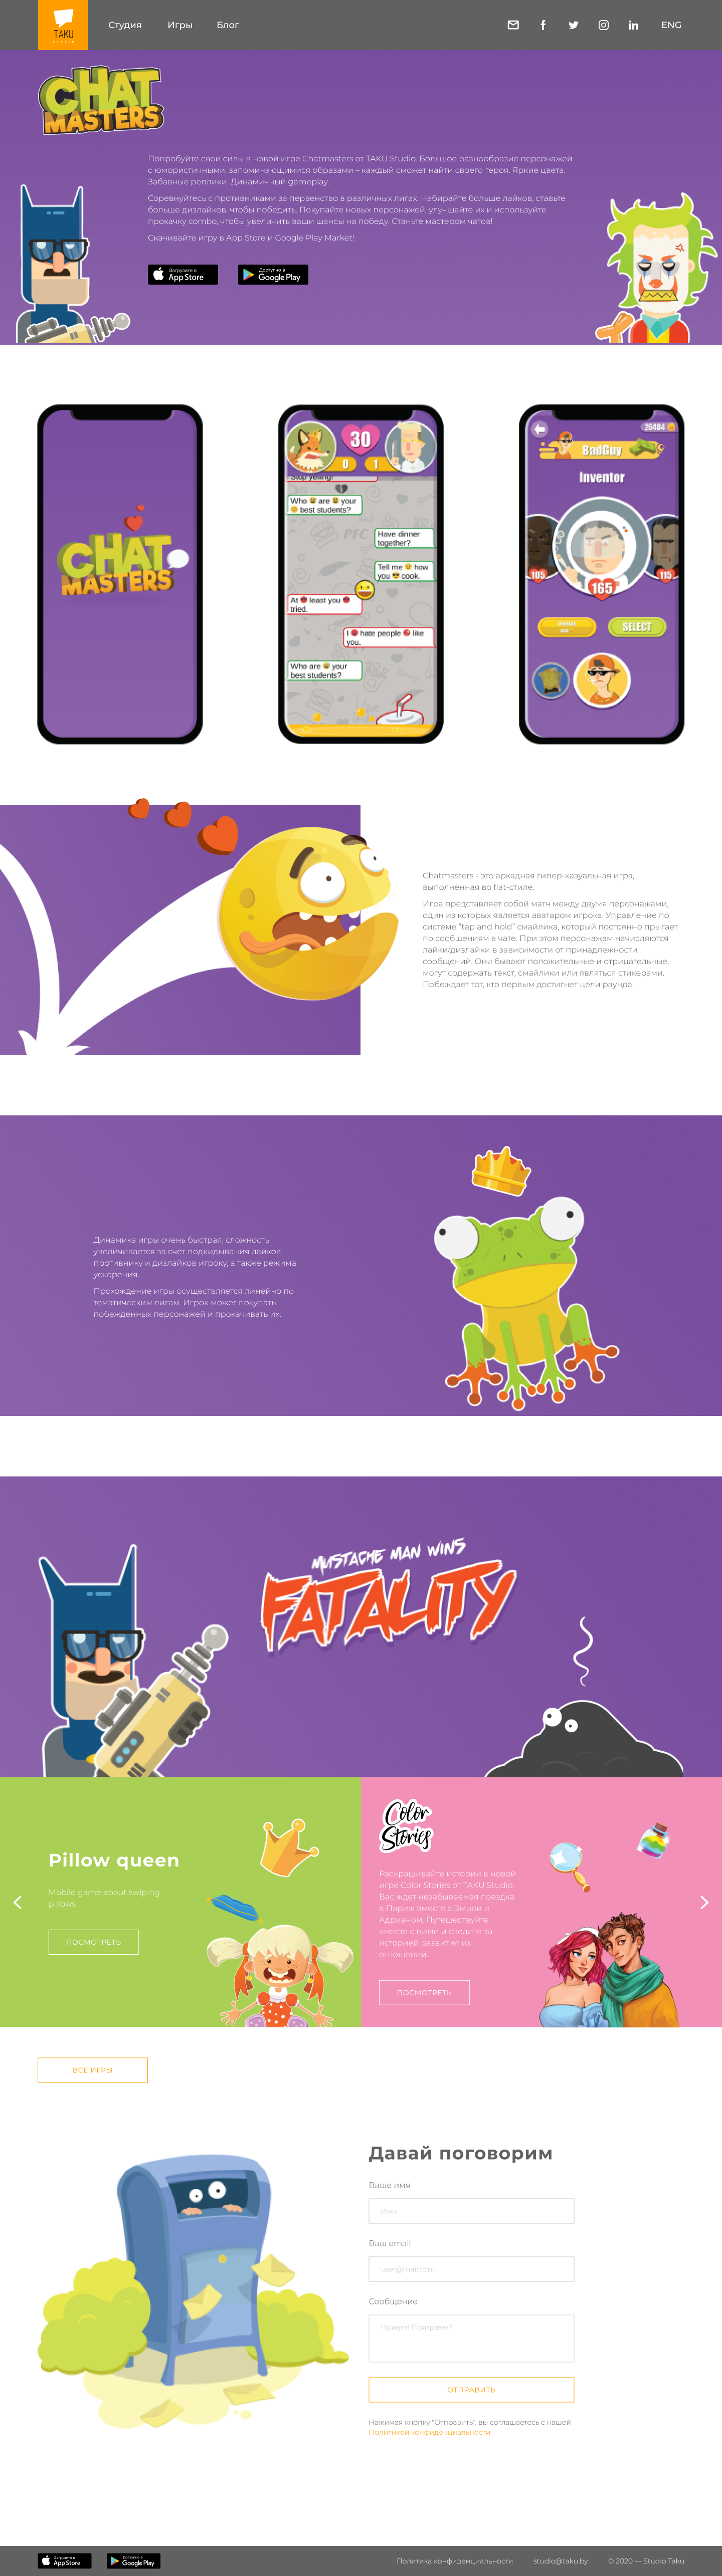 TAKU
Студия
Игры
Блог
ENG
CHAT
MASTERS
Попробуйте свои силы в новой игре Chatmasters от TAKU Studio. Большое разнообразие персонажей
с юмористичными, запоминающимися образами – каждый сможет найти своего героя. Яркие цвета.
Забавные реплики. Динамичный gameplay.
Соревнуйтесь с противниками за первенство в различных лигах. Набирайте больше лайков, ставьте
больше дизлайков, чтобы победить. Покупайте новых персонажей, улучшайте их и используйте
прокачку combo, чтобы увеличить ваши шансы на победу. Станьте мастером чатов!
Скачивайте игру в App Store и Google Play Market!
Загрузите в
App Store
Доступно в
Google Play
CHAT
MASTERS
30
0
1
Stop yelling!
Who are your
best students?
Have dinner
together?
Tell me how
you cook.
At least you
tried.
I hate people like
you.
Who are your
best students?
PFC
26404
BadGuy
Inventor
105
165
115
SELECT
Chatmasters - это аркадная гипер-казуальная игра,
выполненная во flat-стиле.
Игра представляет собой матч между двумя персонажами,
один из которых является аватаром игрока. Управление по
системе “tap and hold” смайлика, который постоянно прыгает
по сообщениям в чате. При этом персонажам начисляются
лайки/дизлайки в зависимости от принадлежности
сообщений. Они бывают положительные и отрицательные,
могут содержать текст, смайлики или являться стикерами.
Побеждает тот, кто первым достигнет цели раунда.
Динамика игры очень быстрая, сложность
увеличивается за счет подкидывания лайков
противнику и дизлайков игроку, а также режима
ускорения.
Прохождение игры осуществляется линейно по
тематическим лигам. Игрок может покупать
побежденных персонажей и прокачивать их.
MUSTACHE MAN WINS
FATALITY
Pillow queen
Mobile game about swiping
pillows
ПОСМОТРЕТЬ
Color
Stories
Раскрашивайте истории в новой
игре Color Stories от TAKU Studio.
Вас ждет незабываемая поездка
в Париж вместе с Эмили и
Адрианом. Путешествуйте
вместе с ними и следите за
историей развития их
отношений.
ПОСМОТРЕТЬ
ВСЕ ИГРЫ
Давай поговорим
Ваше имя
Имя
Ваш email
user@mail.com
Сообщение
Привет! Поиграем?
ОТПРАВИТЬ
Нажимая кнопку "Отправить", вы соглашаетесь с нашей
Политикой конфиденциальности
Загрузите в
App Store
Доступно в
Google Play
Политика конфиденциальности
studio@taku.by
© 2020 — Studio Taku